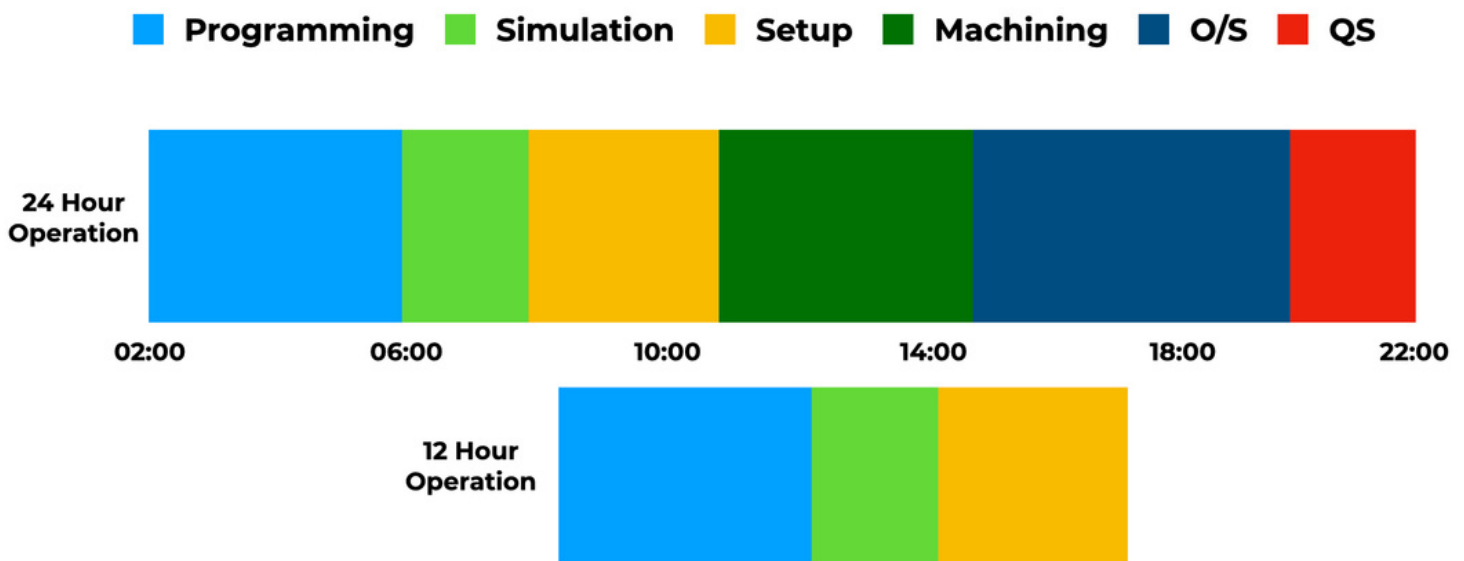 Programming Simulation Setup Machining O/S QS
24 Hour
Operation
02:00 06:00 10:00 14:00 18:00 22:00
12 Hour
Operation